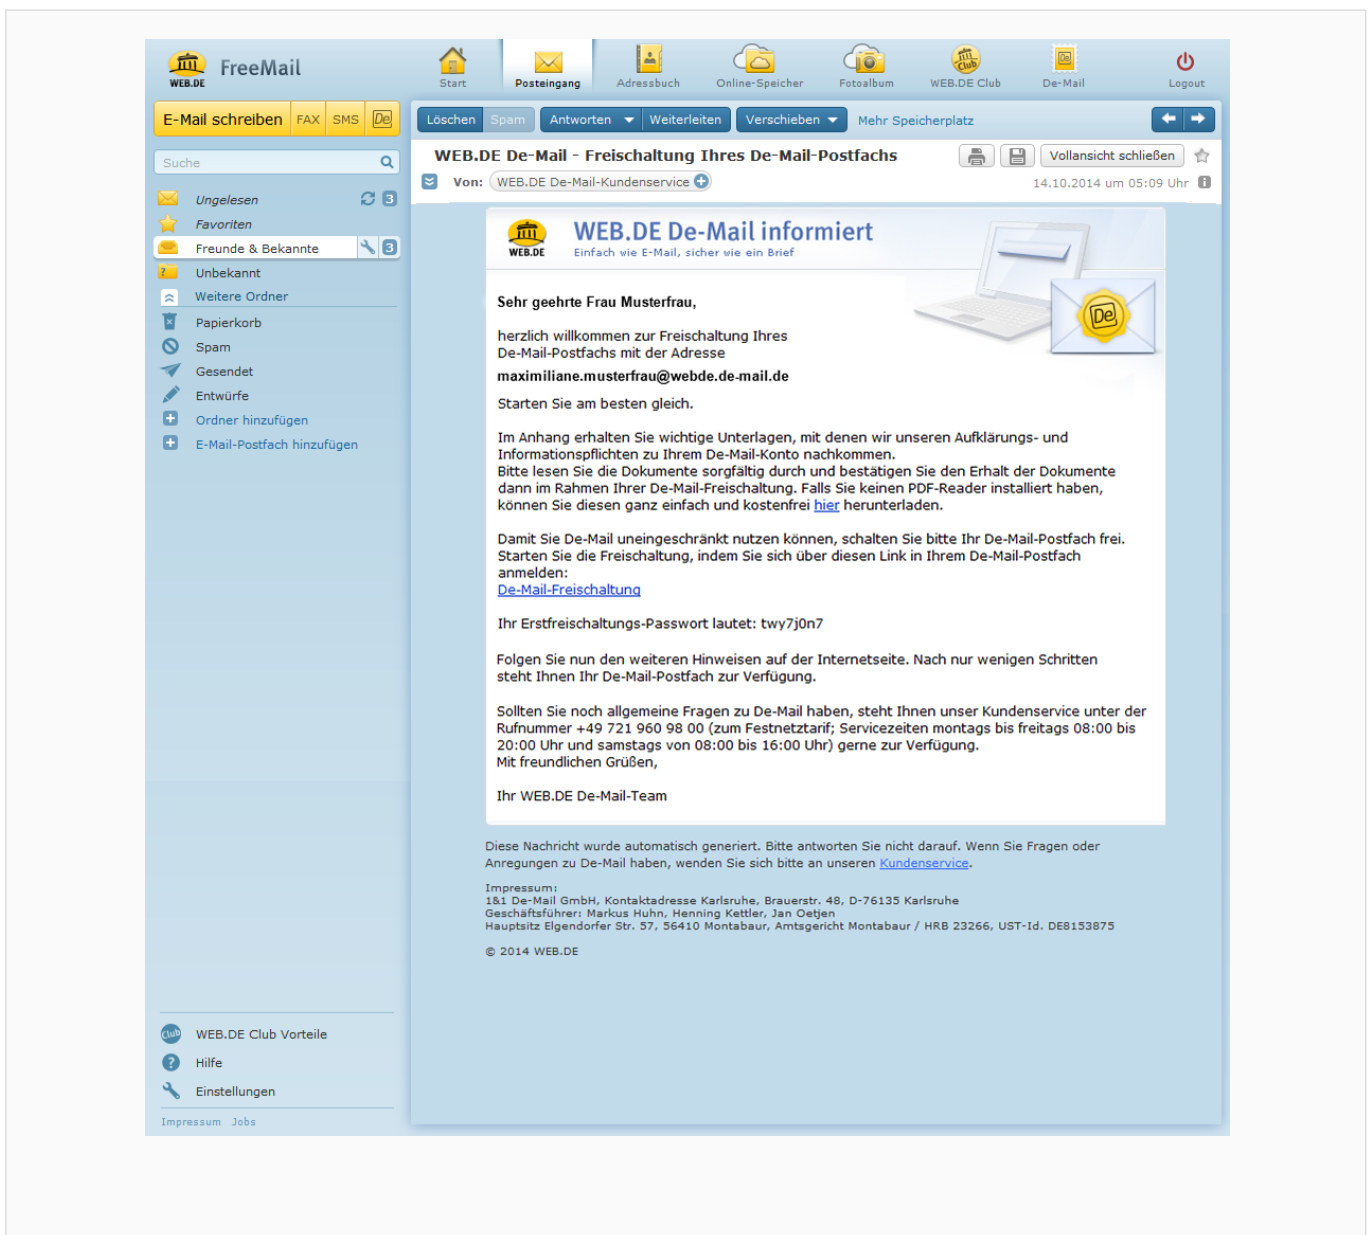 WEB.DE
FreeMail
Start
Posteingang
Adressbuch
Online-Speicher
Fotoalbum
Club
WEB.DE Club
De
De-Mail
Logout
E-Mail schreiben FAX SMS De
Löschen Spam Antworten Weiterleiten Verschieben Mehr Speicherplatz
Suche
WEB.DE De-Mail - Freischaltung Ihres De-Mail-Postfachs
Vollansicht schließen
Von: WEB.DE De-Mail-Kundenservice
14.10.2014 um 05:09 Uhr
Ungelesen 3
Favoriten
Freunde & Bekannte 3
Unbekannt
Weitere Ordner
Papierkorb
Spam
Gesendet
Entwürfe
Ordner hinzufügen
E-Mail-Postfach hinzufügen
WEB.DE
WEB.DE De-Mail informiert
Einfach wie E-Mail, sicher wie ein Brief
De
Sehr geehrte Frau Musterfrau,
herzlich willkommen zur Freischaltung Ihres
De-Mail-Postfachs mit der Adresse
maximiliane.musterfrau@webde.de-mail.de
Starten Sie am besten gleich.
Im Anhang erhalten Sie wichtige Unterlagen, mit denen wir unseren Aufklärungs- und
Informationspflichten zu Ihrem De-Mail-Konto nachkommen.
Bitte lesen Sie die Dokumente sorgfältig durch und bestätigen Sie den Erhalt der Dokumente
dann im Rahmen Ihrer De-Mail-Freischaltung. Falls Sie keinen PDF-Reader installiert haben,
können Sie diesen ganz einfach und kostenfrei hier herunterladen.
Damit Sie De-Mail uneingeschränkt nutzen können, schalten Sie bitte Ihr De-Mail-Postfach frei.
Starten Sie die Freischaltung, indem Sie sich über diesen Link in Ihrem De-Mail-Postfach
anmelden:
De-Mail-Freischaltung
Ihr Erstfreischaltungs-Passwort lautet: twy7j0n7
Folgen Sie nun den weiteren Hinweisen auf der Internetseite. Nach nur wenigen Schritten
steht Ihnen Ihr De-Mail-Postfach zur Verfügung.
Sollten Sie noch allgemeine Fragen zu De-Mail haben, steht Ihnen unser Kundenservice unter der
Rufnummer +49 721 960 98 00 (zum Festnetztarif; Servicezeiten montags bis freitags 08:00 bis
20:00 Uhr und samstags von 08:00 bis 16:00 Uhr) gerne zur Verfügung.
Mit freundlichen Grüßen,
Ihr WEB.DE De-Mail-Team
Diese Nachricht wurde automatisch generiert. Bitte antworten Sie nicht darauf. Wenn Sie Fragen oder
Anregungen zu De-Mail haben, wenden Sie sich bitte an unseren Kundenservice.
Impressum:
1&1 De-Mail GmbH, Kontaktadresse Karlsruhe, Brauerstr. 48, D-76135 Karlsruhe
Geschäftsführer: Markus Huhn, Henning Kettler, Jan Oetjen
Hauptsitz Elgendorfer Str. 57, 56410 Montabaur, Amtsgericht Montabaur / HRB 23266, UST-Id. DE8153875
© 2014 WEB.DE
Club WEB.DE Club Vorteile
Hilfe
Einstellungen
Impressum Jobs